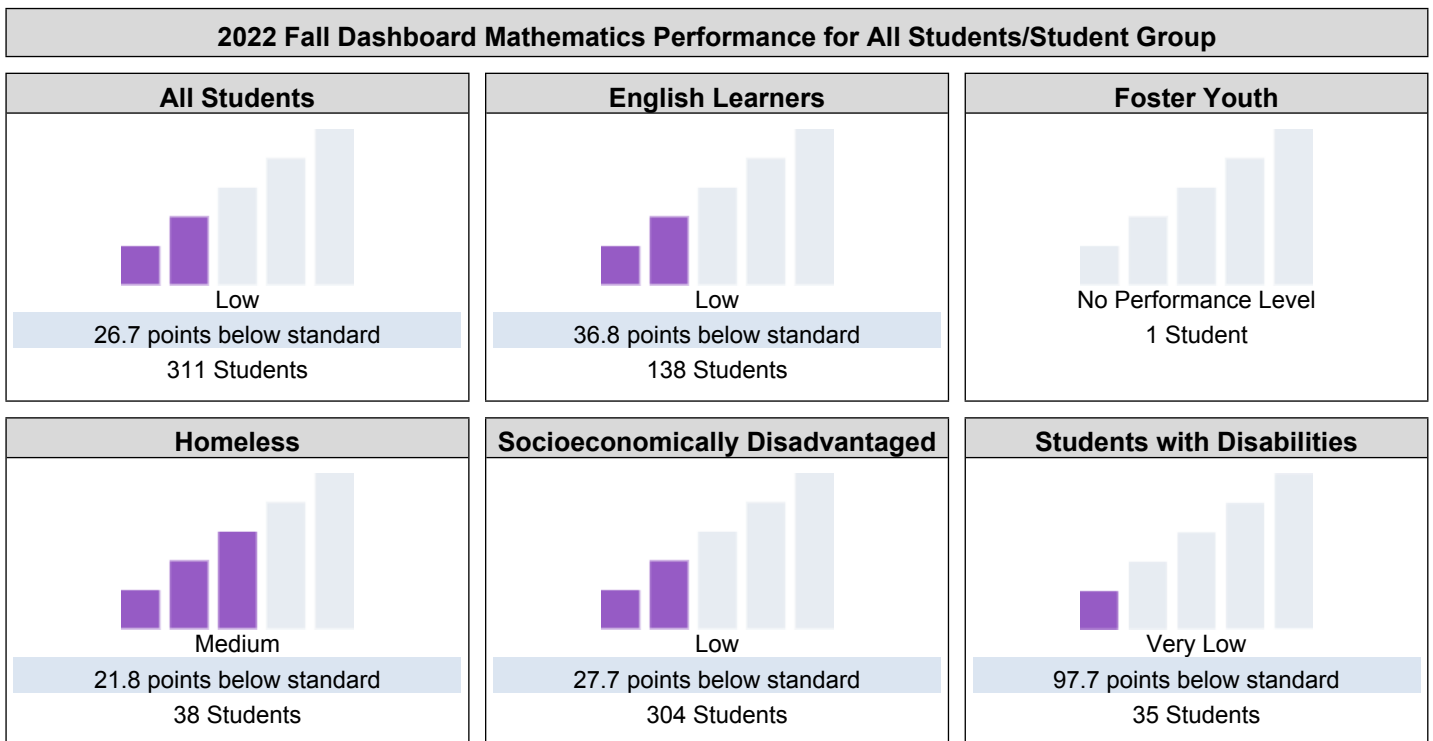 2022 Fall Dashboard Mathematics Performance for All Students/Student Group
All Students
Low
26.7 points below standard
311 Students
English Learners
Low
36.8 points below standard
138 Students
Foster Youth
No Performance Level
1 Student
Homeless
Medium
21.8 points below standard
38 Students
Socioeconomically Disadvantaged
Low
27.7 points below standard
304 Students
Students with Disabilities
Very Low
97.7 points below standard
35 Students